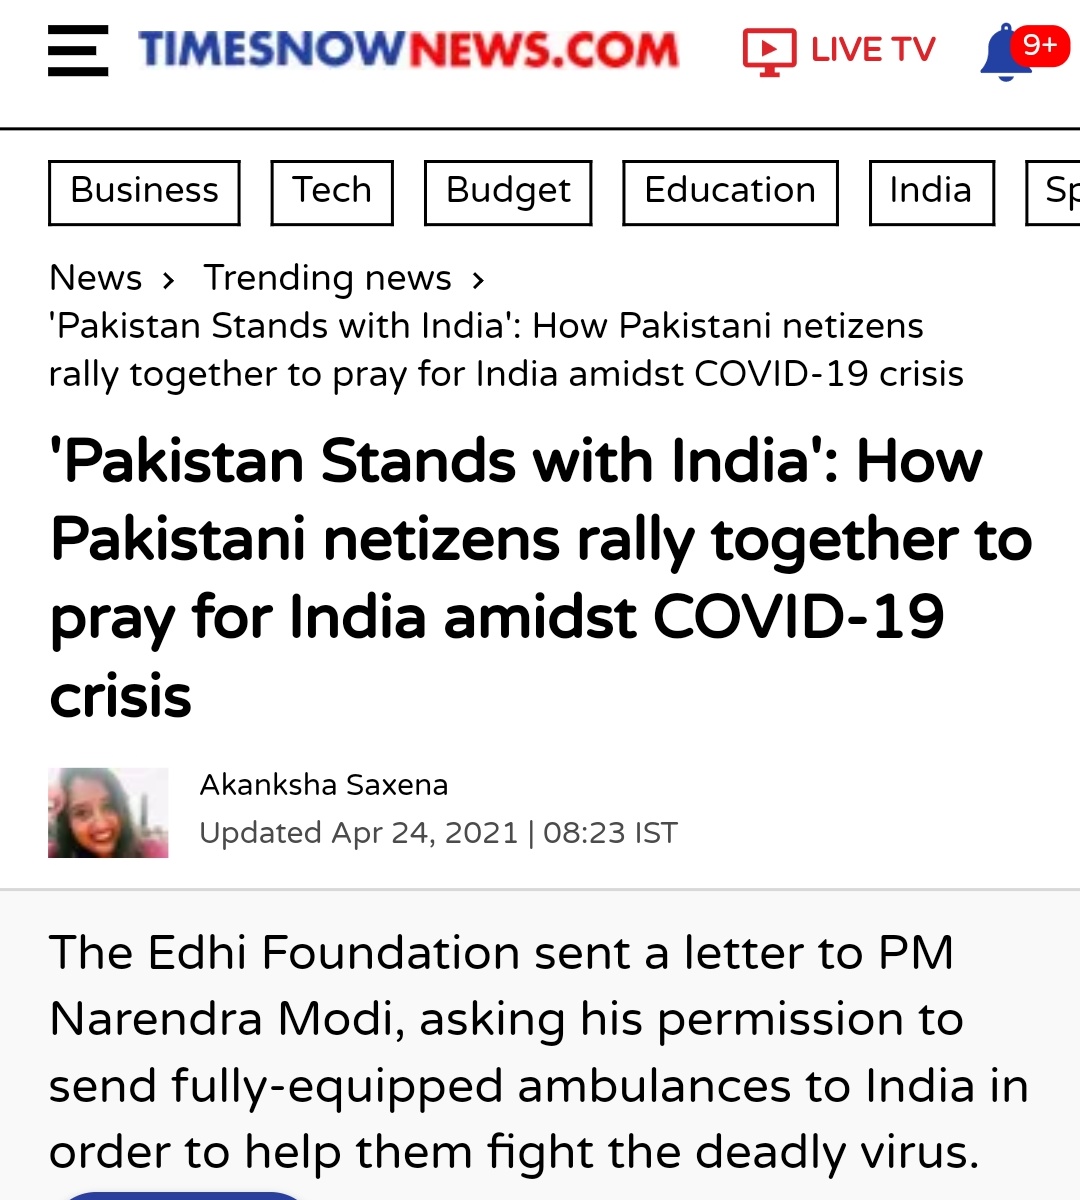 TIMESNOWNEWS.COM LIVE TV 9+
Business Tech Budget Education India Sp
News › Trending news ›
'Pakistan Stands with India': How Pakistani netizens
rally together to pray for India amidst COVID-19 crisis
'Pakistan Stands with India': How
Pakistani netizens rally together to
pray for India amidst COVID-19
crisis
Akanksha Saxena
Updated Apr 24, 2021 | 08:23 IST
The Edhi Foundation sent a letter to PM
Narendra Modi, asking his permission to
send fully-equipped ambulances to India in
order to help them fight the deadly virus.